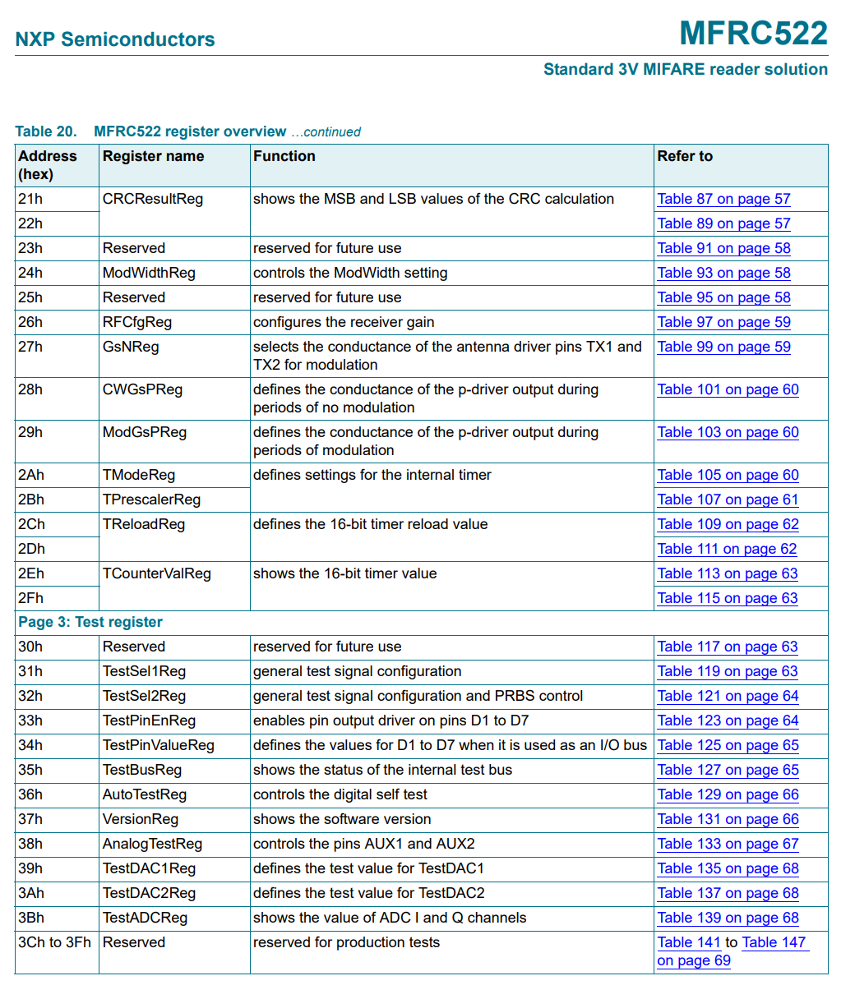 NXP Semiconductors
MFRC522
Standard 3V MIFARE reader solution
Table 20. MFRC522 register overview …continued
Address (hex) Register name Function Refer to
21h CRCResultReg shows the MSB and LSB values of the CRC calculation Table 87 on page 57
22h Table 89 on page 57
23h Reserved reserved for future use Table 91 on page 58
24h ModWidthReg controls the ModWidth setting Table 93 on page 58
25h Reserved reserved for future use Table 95 on page 58
26h RFCfgReg configures the receiver gain Table 97 on page 59
27h GsNReg selects the conductance of the antenna driver pins TX1 and Table 99 on page 59
TX2 for modulation
28h CWGsPReg defines the conductance of the p-driver output during Table 101 on page 60
periods of no modulation
29h ModGsPReg defines the conductance of the p-driver output during Table 103 on page 60
periods of modulation
2Ah TModeReg defines settings for the internal timer Table 105 on page 60
2Bh TPrescalerReg Table 107 on page 61
2Ch TReloadReg defines the 16-bit timer reload value Table 109 on page 62
2Dh Table 111 on page 62
2Eh TCounterValReg shows the 16-bit timer value Table 113 on page 63
2Fh Table 115 on page 63
Page 3: Test register
30h Reserved reserved for future use Table 117 on page 63
31h TestSel1Reg general test signal configuration Table 119 on page 63
32h TestSel2Reg general test signal configuration and PRBS control Table 121 on page 64
33h TestPinEnReg enables pin output driver on pins D1 to D7 Table 123 on page 64
34h TestPinValueReg defines the values for D1 to D7 when it is used as an I/O bus Table 125 on page 65
35h TestBusReg shows the status of the internal test bus Table 127 on page 65
36h AutoTestReg controls the digital self test Table 129 on page 66
37h VersionReg shows the software version Table 131 on page 66
38h AnalogTestReg controls the pins AUX1 and AUX2 Table 133 on page 67
39h TestDAC1Reg defines the test value for TestDAC1 Table 135 on page 68
3Ah TestDAC2Reg defines the test value for TestDAC2 Table 137 on page 68
3Bh TestADCReg shows the value of ADC I and Q channels Table 139 on page 68
3Ch to 3Fh Reserved reserved for production tests Table 141 to Table 147
on page 69